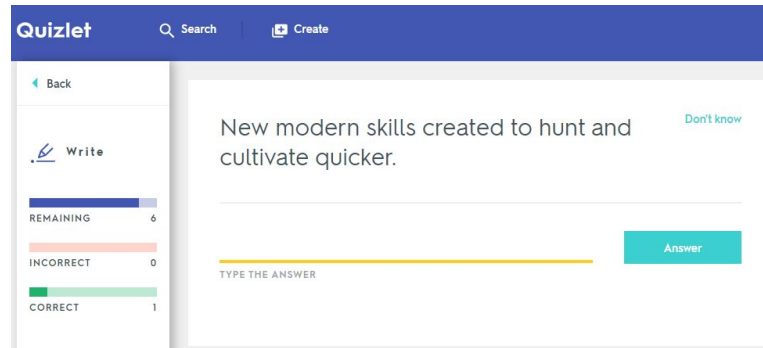 Quizlet
Search
Create
Back
Write
REMAINING 6
INCORRECT 0
CORRECT 1
New modern skills created to hunt and
cultivate quicker.
Don't know
TYPE THE ANSWER
Answer